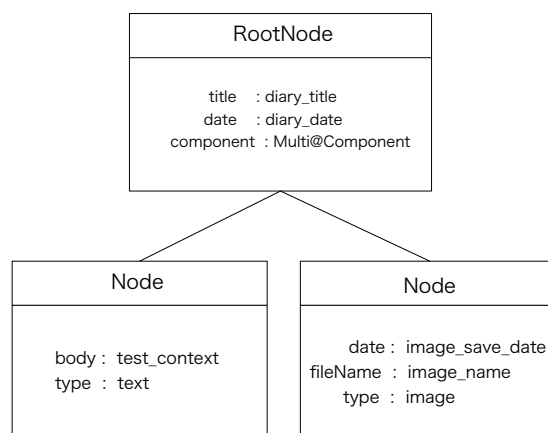 RootNode
title : diary_title
date : diary_date
component : Multi@Component
Node
body : test_context
type : text
Node
date : image_save_date
fileName : image_name
type : image